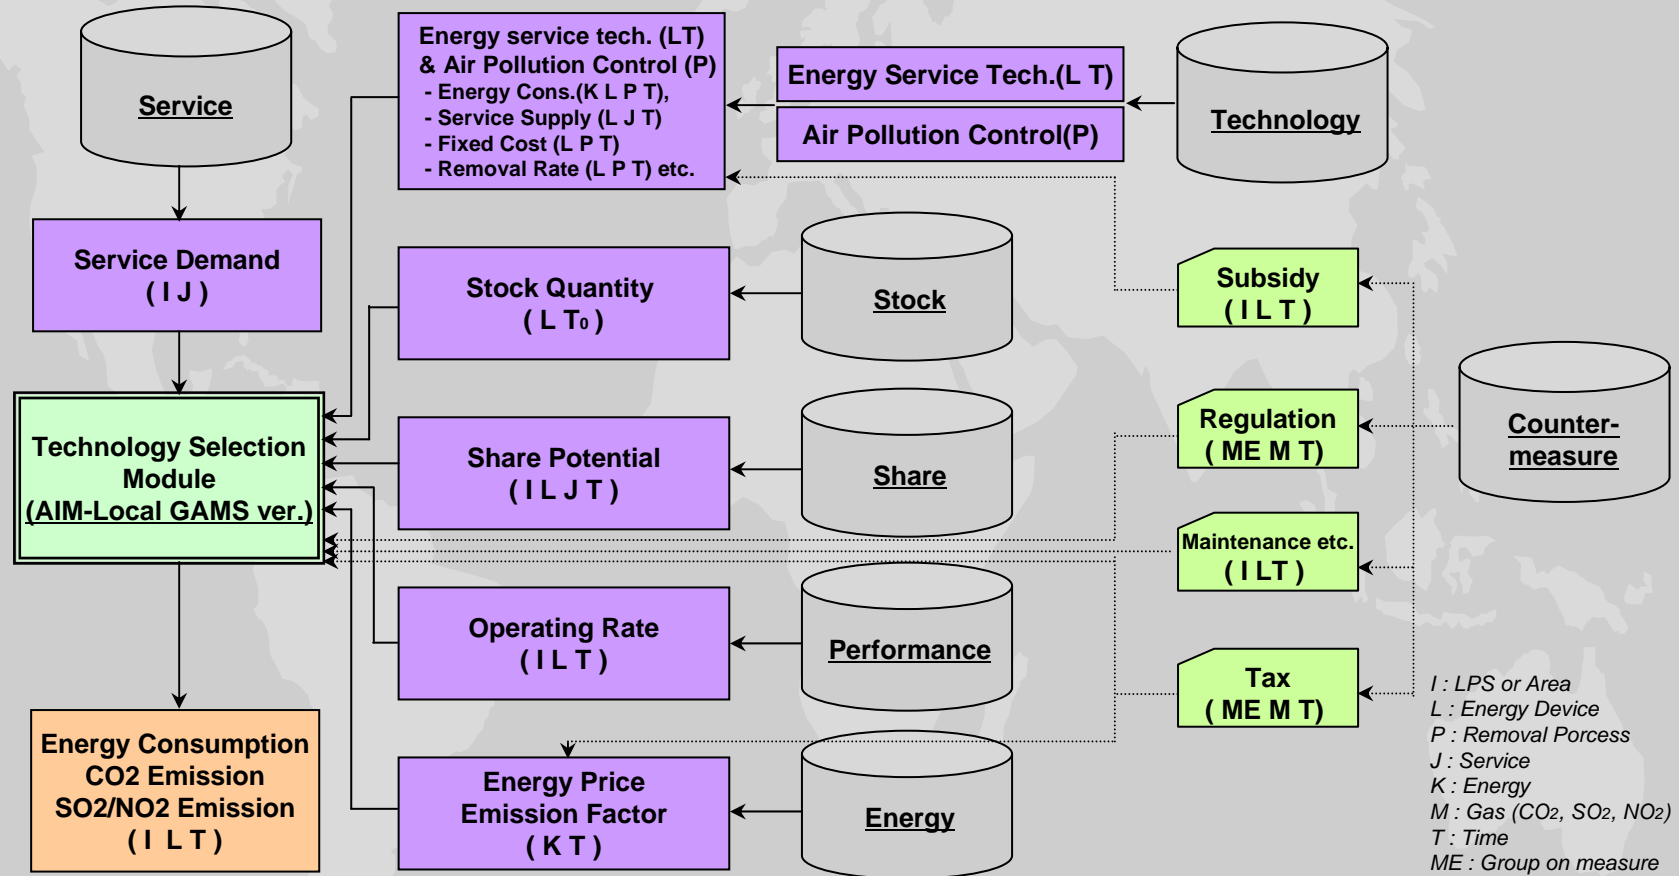 Service
Energy service tech. (LT)
& Air Pollution Control (P)
- Energy Cons.(K L P T),
- Service Supply (L J T)
- Fixed Cost (L P T)
- Removal Rate (L P T) etc.
Energy Service Tech.(L T)
Air Pollution Control(P)
Technology
Service Demand
( I J )
Stock Quantity
( L T0 )
Stock
Subsidy
( I L T )
Technology Selection
Module
(AIM-Local GAMS ver.)
Share Potential
( I L J T )
Share
Regulation
( ME M T)
Counter-
measure
Maintenance etc.
( I LT )
Operating Rate
( I L T )
Performance
Tax
( ME M T)
Energy Consumption
CO2 Emission
SO2/NO2 Emission
( I L T )
Energy Price
Emission Factor
( K T )
Energy
I : LPS or Area
L : Energy Device
P : Removal Porcess
J : Service
K : Energy
M : Gas (CO2, SO2, NO2)
T : Time
ME : Group on measure